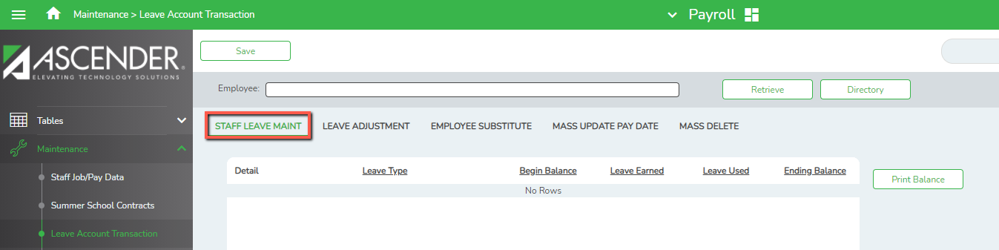 Maintenance > Leave Account Transaction
Payroll
ASCENDER®
ELEVATING TECHNOLOGY SOLUTIONS
Save
Employee:
Retrieve
Directory
Tables
Maintenance
Staff Job/Pay Data
Summer School Contracts
Leave Account Transaction
STAFF LEAVE MAINT LEAVE ADJUSTMENT EMPLOYEE SUBSTITUTE MASS UPDATE PAY DATE MASS DELETE
Detail Leave Type Begin Balance Leave Earned Leave Used Ending Balance
No Rows
Print Balance